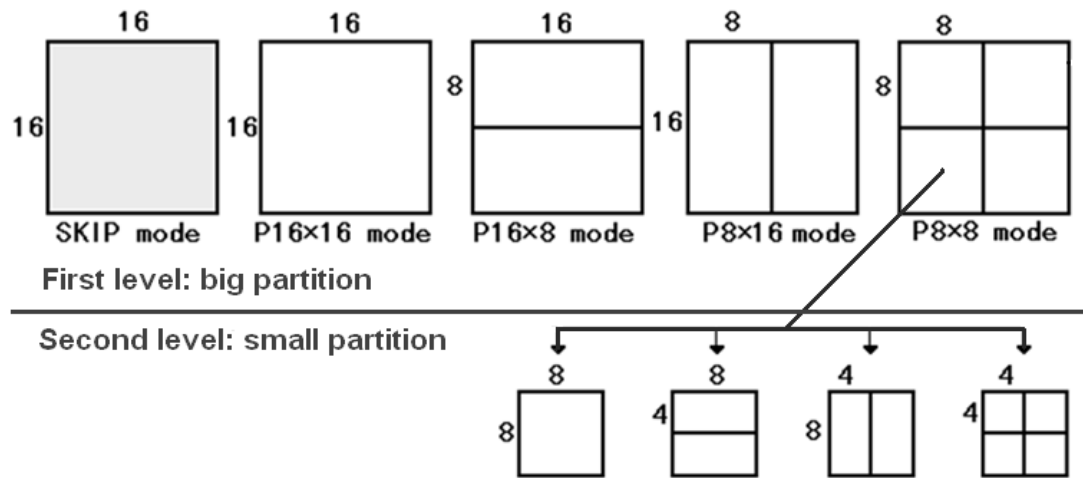 16 16 16 8 8
16 16 8 16 8
SKIP mode P16×16 mode P16×8 mode P8×16 mode P8×8 mode
First level: big partition
Second level: small partition
8 8 4 4
8 4 8 4